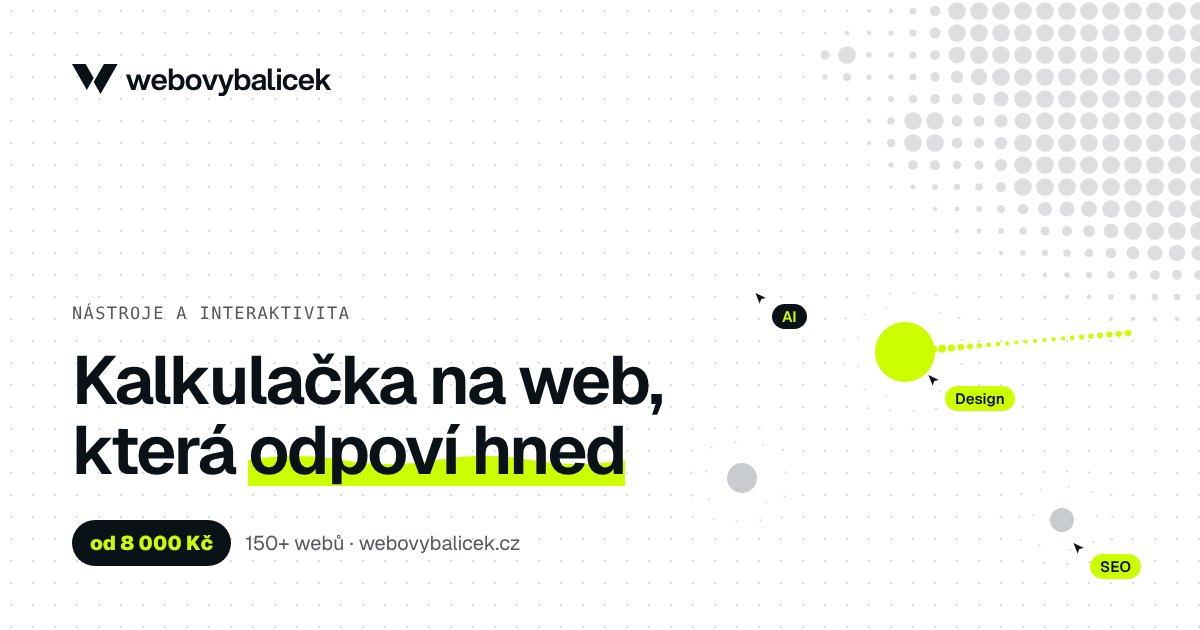 webovybalicek
NÁSTROJE A INTERAKTIVITA
Kalkulačka na web,
která odpoví hned
od 8 000 Kč
150+ webů · webovybalicek.cz
AI
Design
SEO